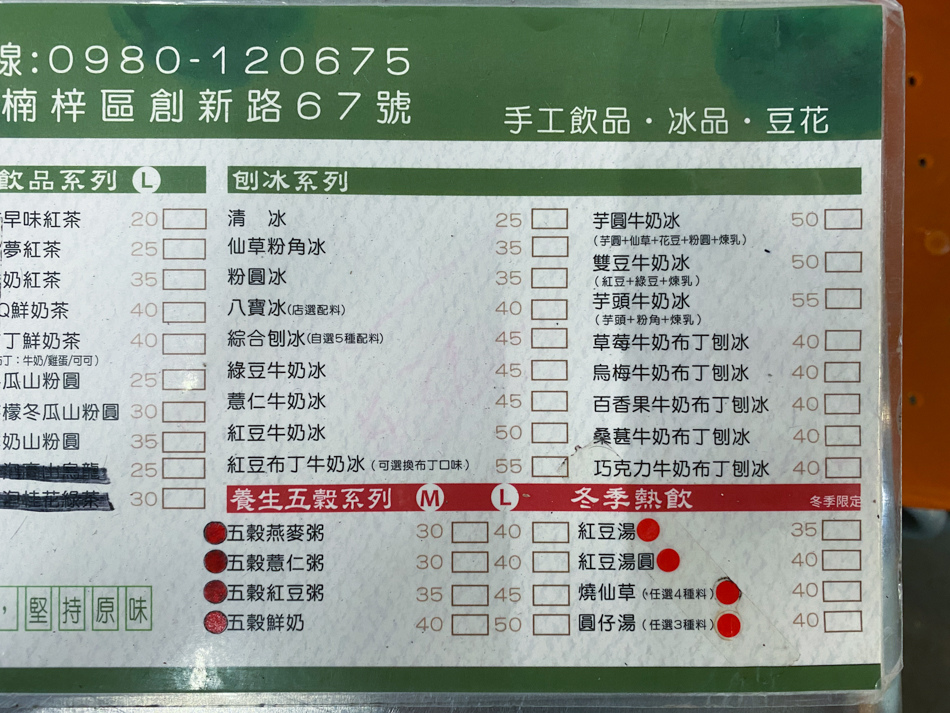 線:0980-120675
楠梓區創新路67號
手工飲品・冰品・豆花
飲品系列 L
早味紅茶 20
夢紅茶 25
奶紅茶 35
Q鮮奶茶 40
丁鮮奶茶 40
丁：牛奶/雞蛋/可可)
瓜山粉圓 25
檬冬瓜山粉圓 30
奶山粉圓 35
25
30
，堅持原味
刨冰系列
清 冰 25
仙草粉角冰 35
粉圓冰 35
八寶冰(店選配料) 40
綜合刨冰(自選5種配料) 45
綠豆牛奶冰 45
薏仁牛奶冰 45
紅豆牛奶冰 50
紅豆布丁牛奶冰(可選換布丁口味) 55
芋圓牛奶冰 50
(芋圓+仙草+花豆+粉圓+煉乳)
雙豆牛奶冰 50
(紅豆+綠豆+煉乳)
芋頭牛奶冰 55
(芋頭+粉角+煉乳)
草莓牛奶布丁刨冰 40
烏梅牛奶布丁刨冰 40
百香果牛奶布丁刨冰 40
桑葚牛奶布丁刨冰 40
巧克力牛奶布丁刨冰 40
養生五穀系列 M L
五穀燕麥粥 30 40
五穀薏仁粥 30 40
五穀紅豆粥 35 45
五穀鮮奶 40 50
冬季熱飲 冬季限定
紅豆湯 35
紅豆湯圓 40
燒仙草(任選4種料) 40
圓仔湯(任選3種料) 40